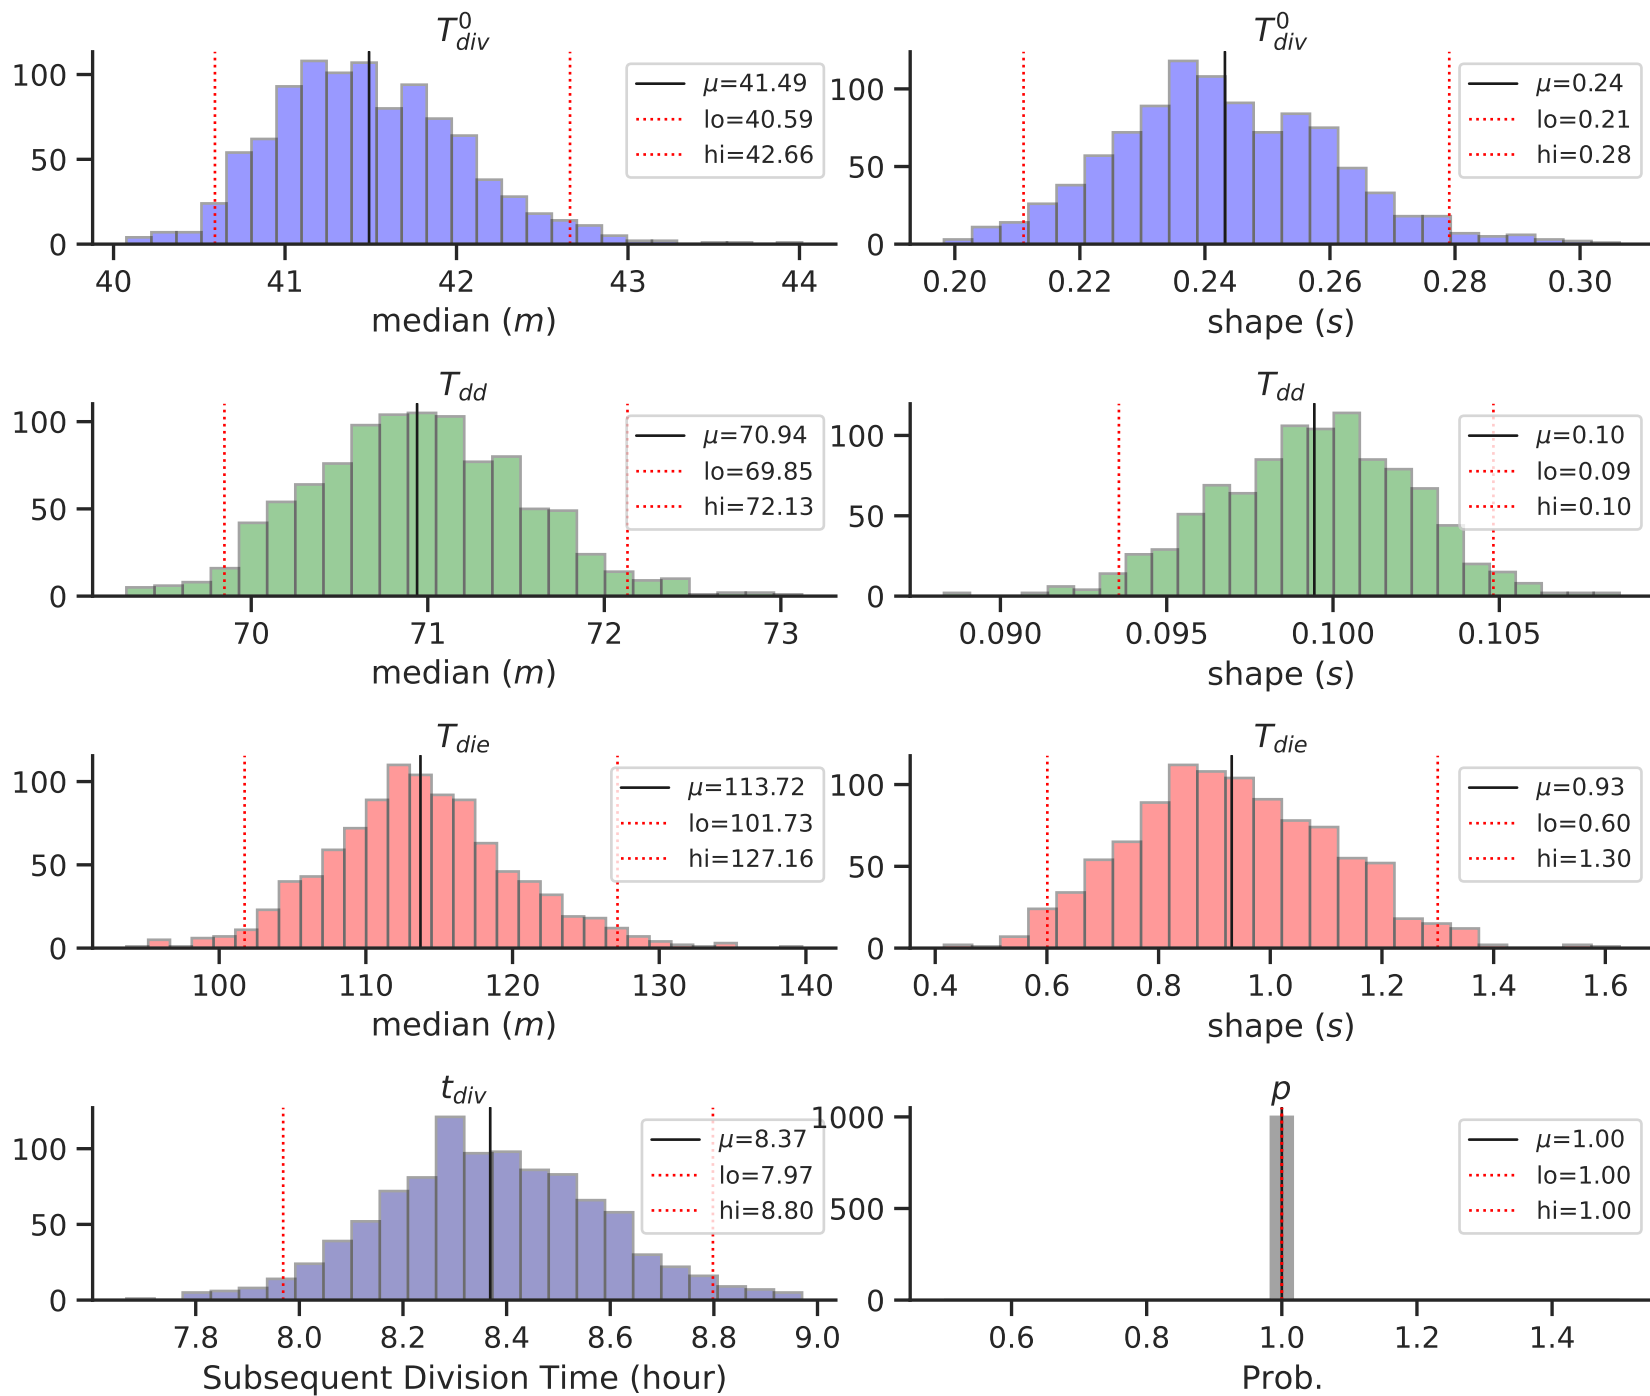 T⁰div
100
50
0
40 41 42 43 44
median (m)
μ=41.49
lo=40.59
hi=42.66
T⁰div
100
50
0
0.20 0.22 0.24 0.26 0.28 0.30
shape (s)
μ=0.24
lo=0.21
hi=0.28
Tdd
100
50
0
70 71 72 73
median (m)
μ=70.94
lo=69.85
hi=72.13
Tdd
100
50
0
0.090 0.095 0.100 0.105
shape (s)
μ=0.10
lo=0.09
hi=0.10
Tdie
100
50
0
100 110 120 130 140
median (m)
μ=113.72
lo=101.73
hi=127.16
Tdie
100
50
0
0.4 0.6 0.8 1.0 1.2 1.4 1.6
shape (s)
μ=0.93
lo=0.60
hi=1.30
tdiv
100
50
0
7.8 8.0 8.2 8.4 8.6 8.8 9.0
Subsequent Division Time (hour)
μ=8.37
lo=7.97
hi=8.80
p
1000
500
0
0.6 0.8 1.0 1.2 1.4
Prob.
μ=1.00
lo=1.00
hi=1.00